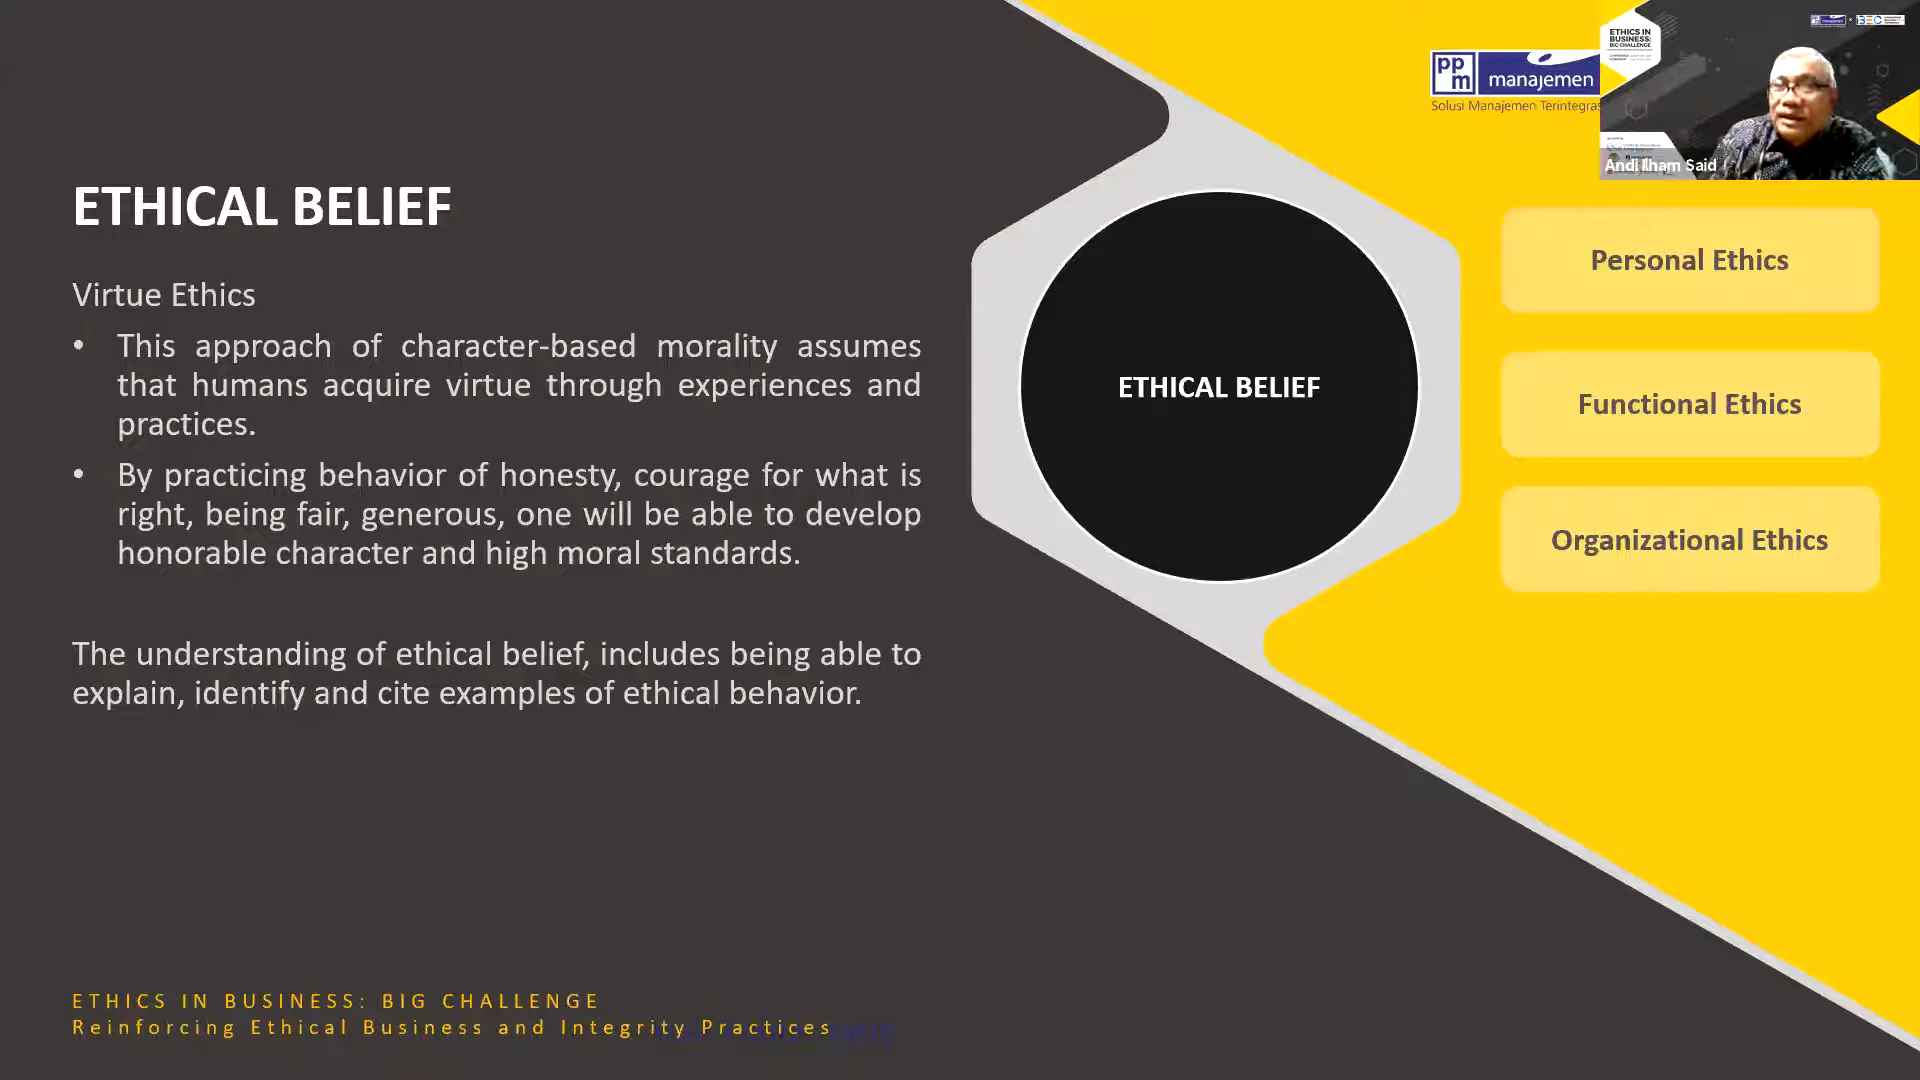 ETHICAL BELIEF
Virtue Ethics
• This approach of character-based morality assumes
that humans acquire virtue through experiences and
practices.
• By practicing behavior of honesty, courage for what is
right, being fair, generous, one will be able to develop
honorable character and high moral standards.
The understanding of ethical belief, includes being able to
explain, identify and cite examples of ethical behavior.
ETHICS IN BUSINESS: BIG CHALLENGE
Reinforcing Ethical Business and Integrity Practices
ETHICAL BELIEF
ppm manajemen
Solusi Manajemen Terintegras
ETHICS IN
BUSINESS:
BIG CHALLENGE
Andi Ilham Said
Personal Ethics
Functional Ethics
Organizational Ethics